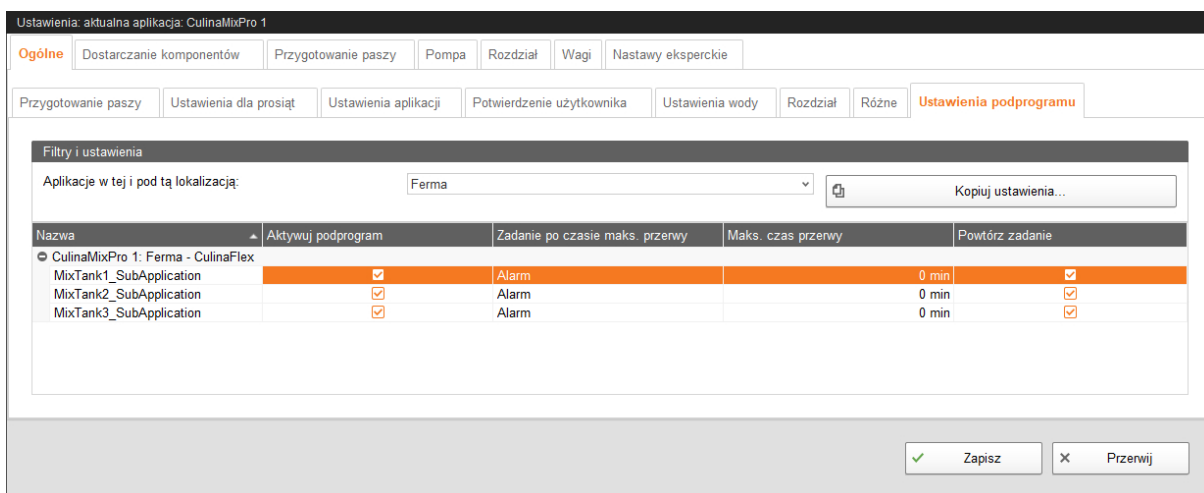 Ustawienia: aktualna aplikacja: CulinaMixPro 1
Ogólne Dostarczanie komponentów Przygotowanie paszy Pompa Rozdział Wagi Nastawy eksperckie
Przygotowanie paszy Ustawienia dla prosiąt Ustawienia aplikacji Potwierdzenie użytkownika Ustawienia wody Rozdział Różne Ustawienia podprogramu
Filtry i ustawienia
Aplikacje w tej i pod tą lokalizacją: Ferma Kopiuj ustawienia...
Nazwa Aktywuj podprogram Zadanie po czasie maks. przerwy Maks. czas przerwy Powtórz zadanie
CulinaMixPro 1: Ferma - CulinaFlex
MixTank1_SubApplication Alarm 0 min
MixTank2_SubApplication Alarm 0 min
MixTank3_SubApplication Alarm 0 min
Zapisz Przerwij